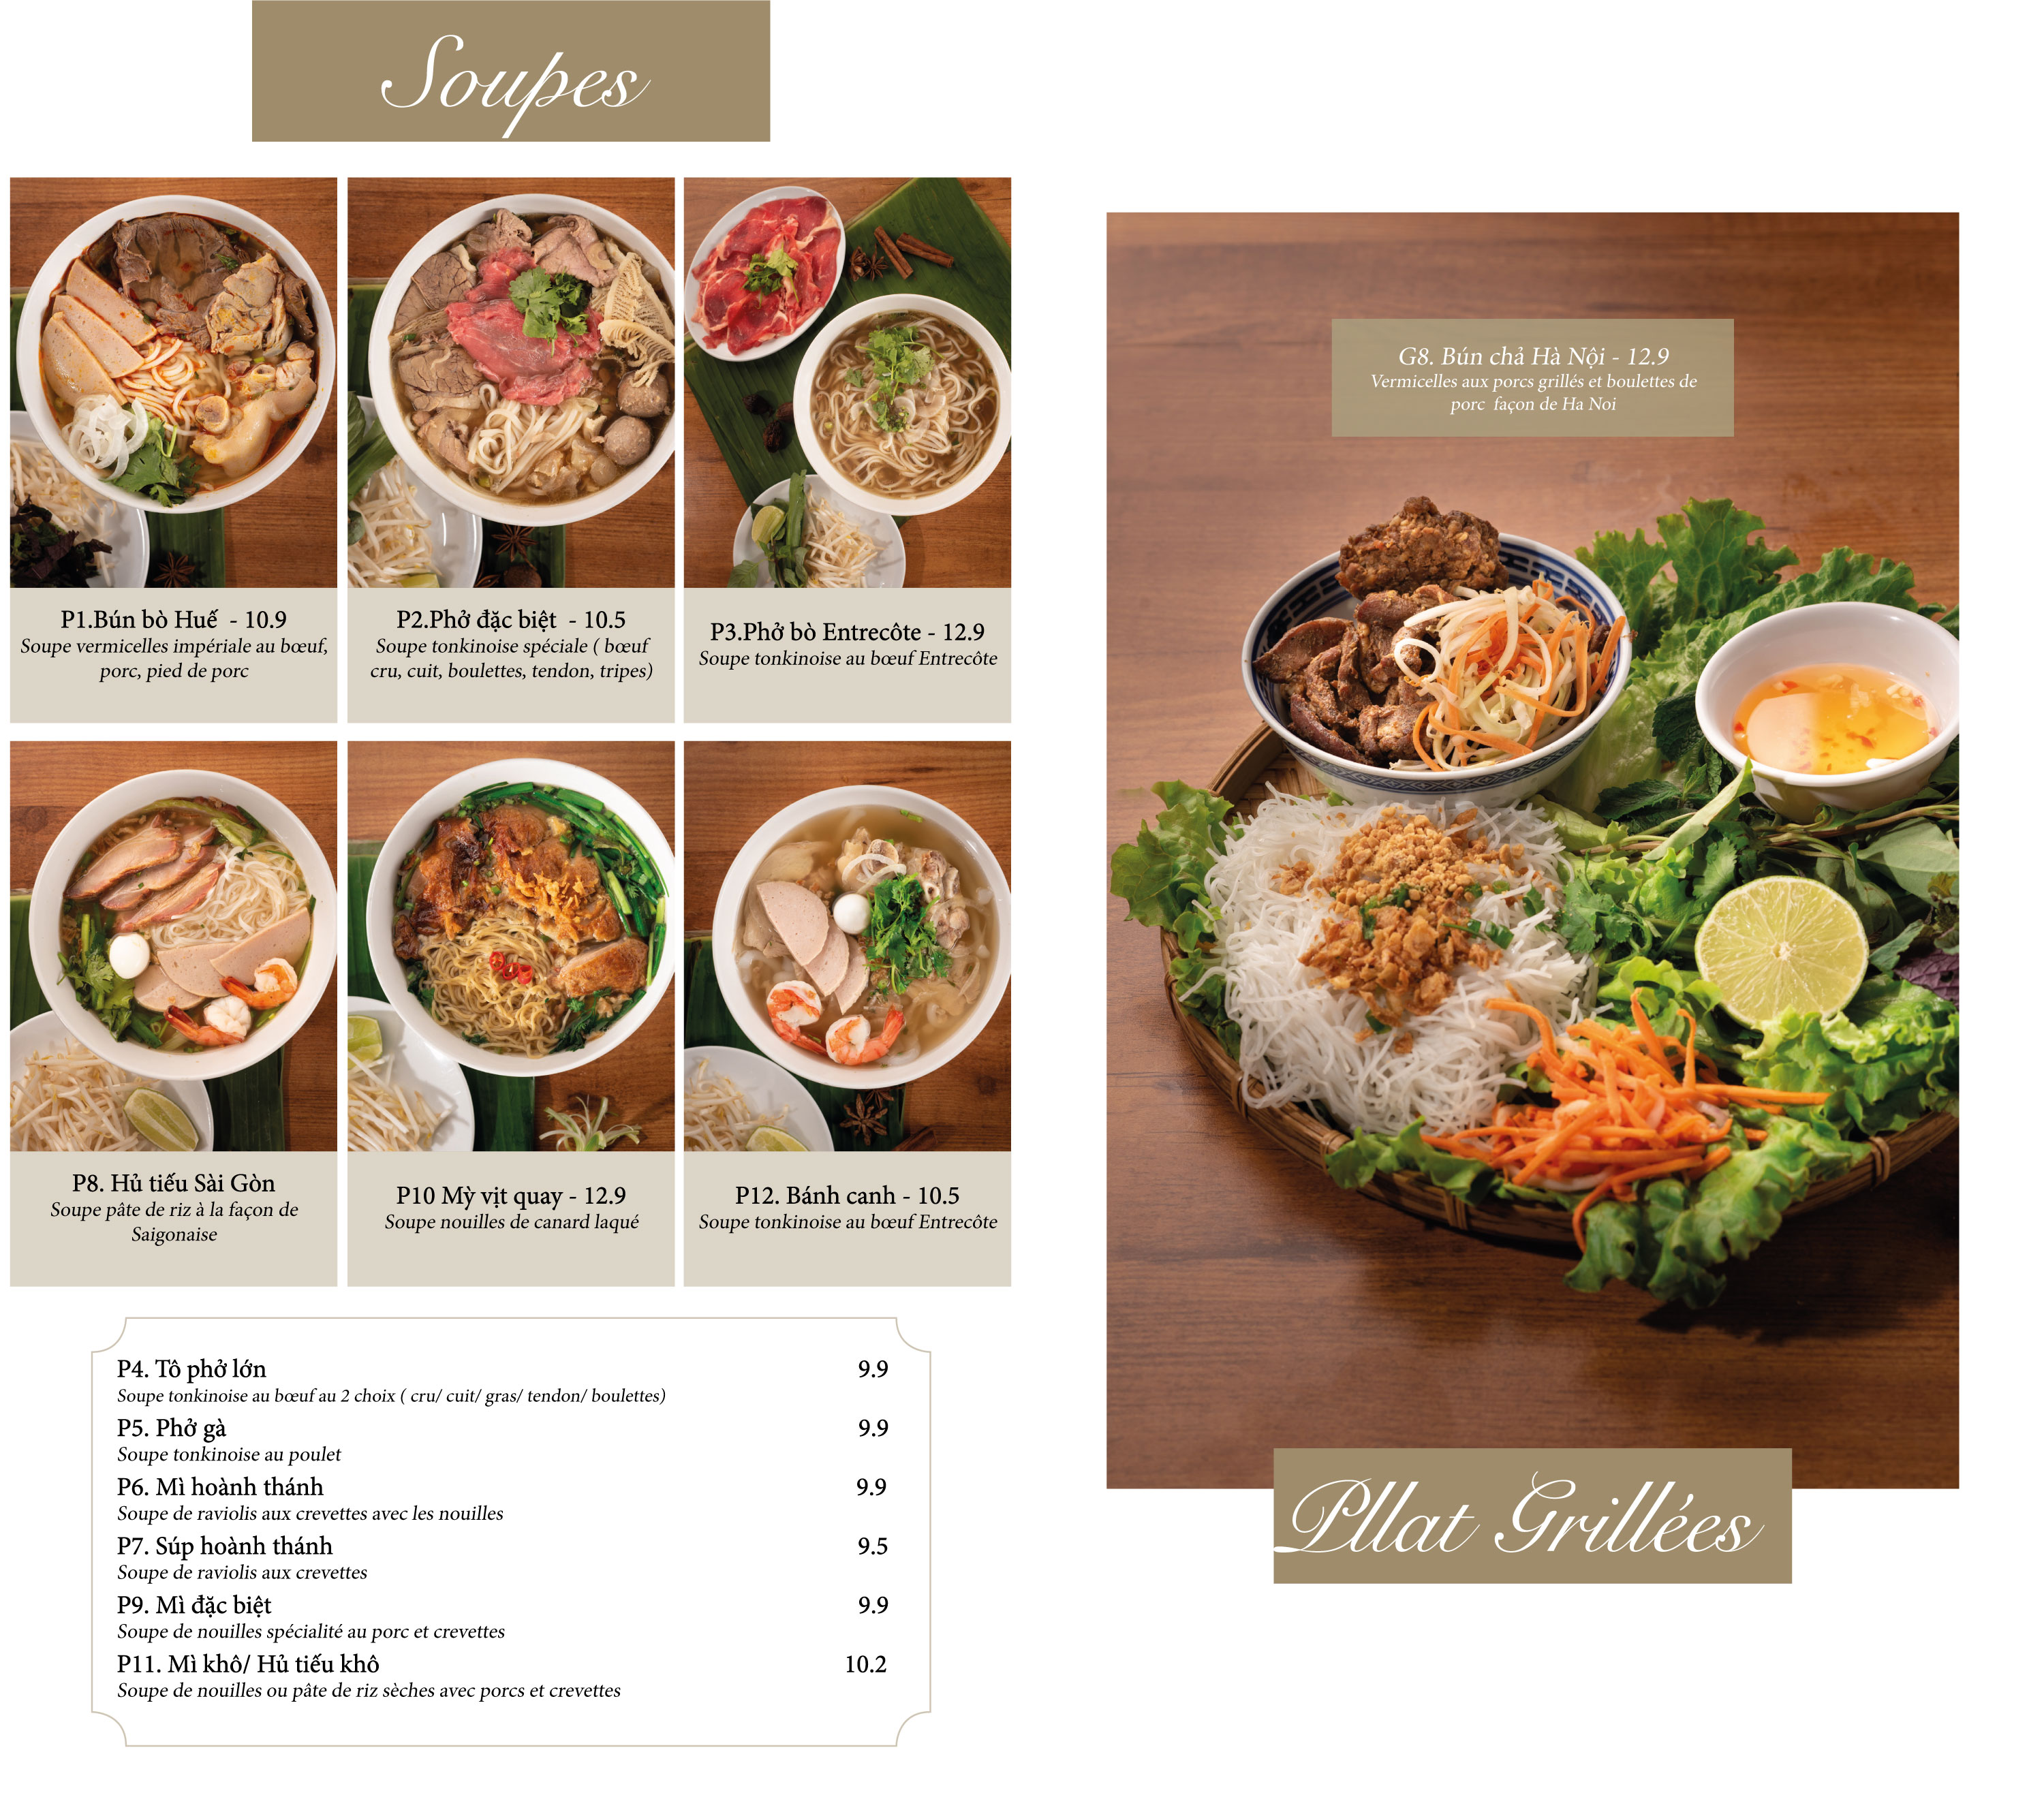 Soupes
P1.Bún bò Huế - 10.9
Soupe vermicelles impériale au bœuf,
porc, pied de porc
P2.Phở đặc biệt - 10.5
Soupe tonkinoise spéciale ( bœuf
cru, cuit, boulettes, tendon, tripes)
P3.Phở bò Entrecôte - 12.9
Soupe tonkinoise au bœuf Entrecôte
P8. Hủ tiếu Sài Gòn
Soupe pâte de riz à la façon de
Saigonaise
P10 Mỳ vịt quay - 12.9
Soupe nouilles de canard laqué
P12. Bánh canh - 10.5
Soupe tonkinoise au bœuf Entrecôte
P4. Tô phở lớn 9.9
Soupe tonkinoise au bœuf au 2 choix ( cru/ cuit/ gras/ tendon/ boulettes)
P5. Phở gà 9.9
Soupe tonkinoise au poulet
P6. Mì hoành thánh 9.9
Soupe de raviolis aux crevettes avec les nouilles
P7. Súp hoành thánh 9.5
Soupe de raviolis aux crevettes
P9. Mì đặc biệt 9.9
Soupe de nouilles spécialité au porc et crevettes
P11. Mì khô/ Hủ tiếu khô 10.2
Soupe de nouilles ou pâte de riz sèches avec porcs et crevettes
G8. Bún chả Hà Nội - 12.9
Vermicelles aux porcs grillés et boulettes de
porc façon de Ha Noi
Pllat Grillées